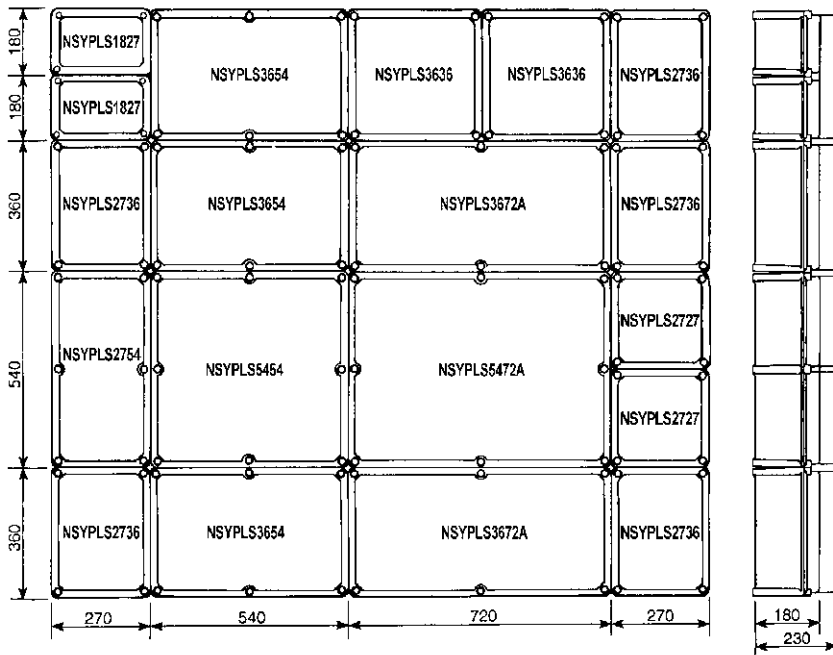 180
NSYPLS1827
NSYPLS3654
NSYPLS3636
NSYPLS3636
NSYPLS2736
180
NSYPLS1827
360
NSYPLS2736
NSYPLS3654
NSYPLS3672A
NSYPLS2736
540
NSYPLS2754
NSYPLS5454
NSYPLS5472A
NSYPLS2727
NSYPLS2727
360
NSYPLS2736
NSYPLS3654
NSYPLS3672A
NSYPLS2736
270
540
720
270
180
230